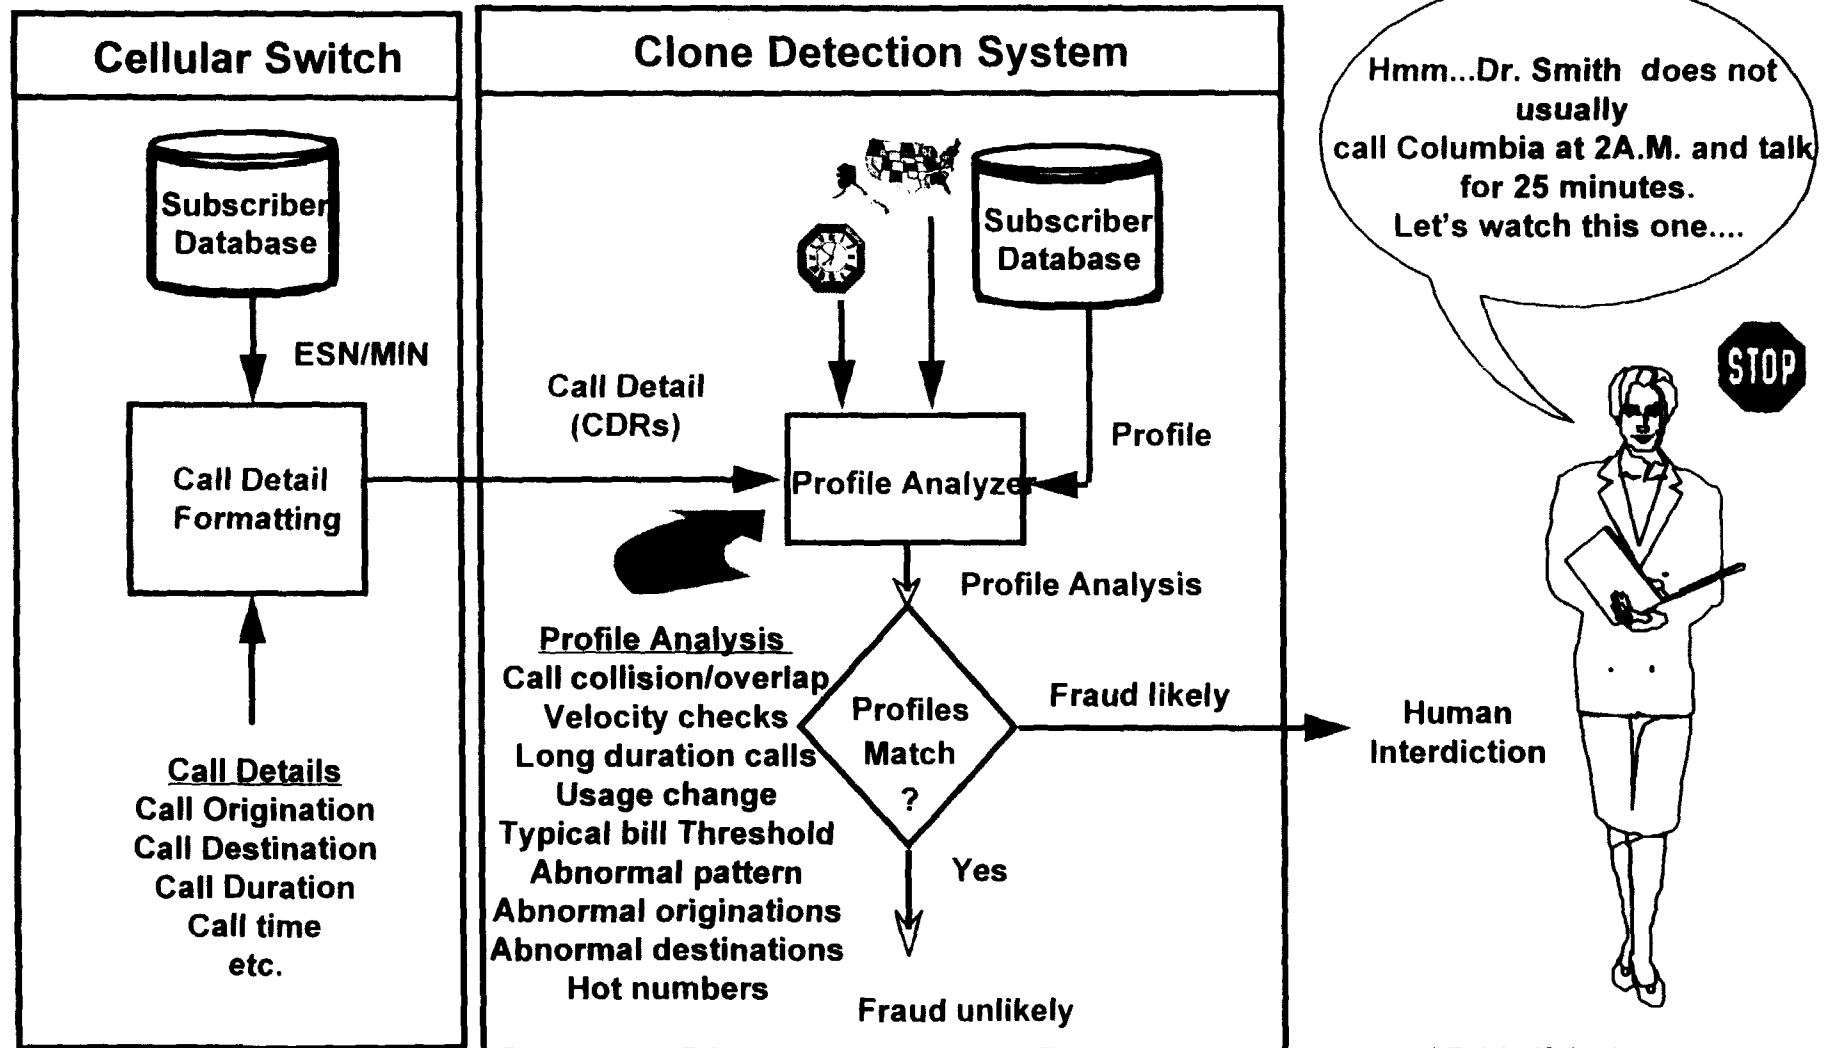 Cellular Switch
Subscriber
Database
ESN/MIN
Call Detail
Formatting
Call Details
Call Origination
Call Destination
Call Duration
Call time
etc.
Clone Detection System
Subscriber
Database
Call Detail
(CDRs)
Profile
Profile Analyzer
Profile Analysis
Profile Analysis
Call collision/overlap
Velocity checks
Long duration calls
Usage change
Typical bill Threshold
Abnormal pattern
Abnormal originations
Abnormal destinations
Hot numbers
Profiles
Match
?
Fraud likely
Yes
Fraud unlikely
Hmm...Dr. Smith does not
usually
call Columbia at 2A.M. and talk
for 25 minutes.
Let's watch this one....
STOP
Human
Interdiction